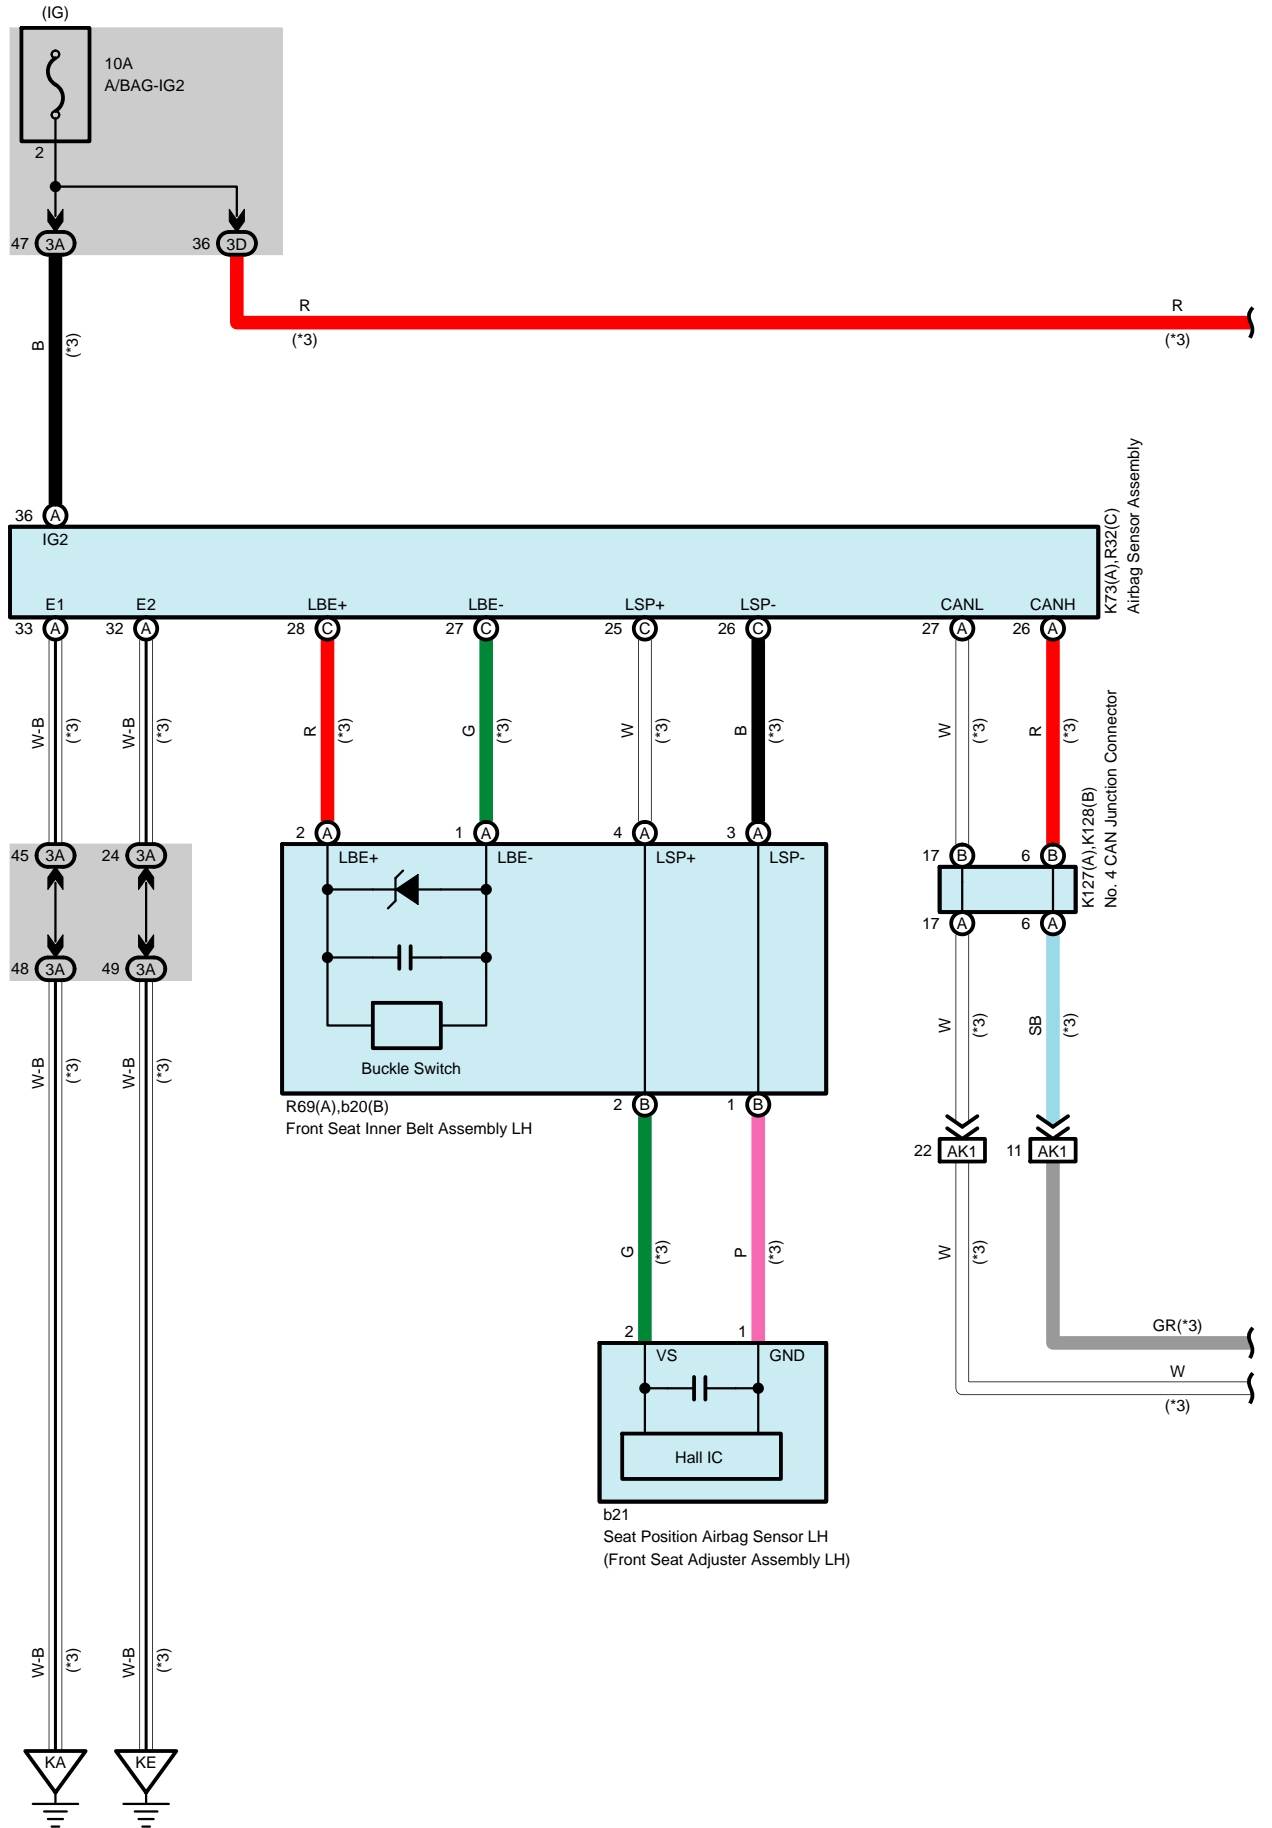 (IG)
10A
A/BAG-IG2
2
47 3A 36 3D
R R
(*3) (*3)
B (*3)
36 A
IG2
K73(A),R32(C)
Airbag Sensor Assembly
E1 E2 LBE+ LBE- LSP+ LSP- CANL CANH
33 A 32 A 28 C 27 C 25 C 26 C 27 A 26 A
W-B (*3) W-B (*3) R (*3) G (*3) W (*3) B (*3) W (*3) R (*3)
K127(A),K128(B)
No. 4 CAN Junction Connector
2 A 1 A 4 A 3 A
45 3A 24 3A LBE+ LBE- LSP+ LSP- 17 B 6 B
17 A 6 A
48 3A 49 3A
W (*3) SB (*3)
W-B (*3) W-B (*3) Buckle Switch
R69(A),b20(B)
Front Seat Inner Belt Assembly LH
2 B 1 B
22 AK1 11 AK1
G (*3) P (*3) W (*3)
2 1
VS GND
GR(*3)
W
(*3)
Hall IC
b21
Seat Position Airbag Sensor LH
(Front Seat Adjuster Assembly LH)
W-B (*3) W-B (*3)
KA KE